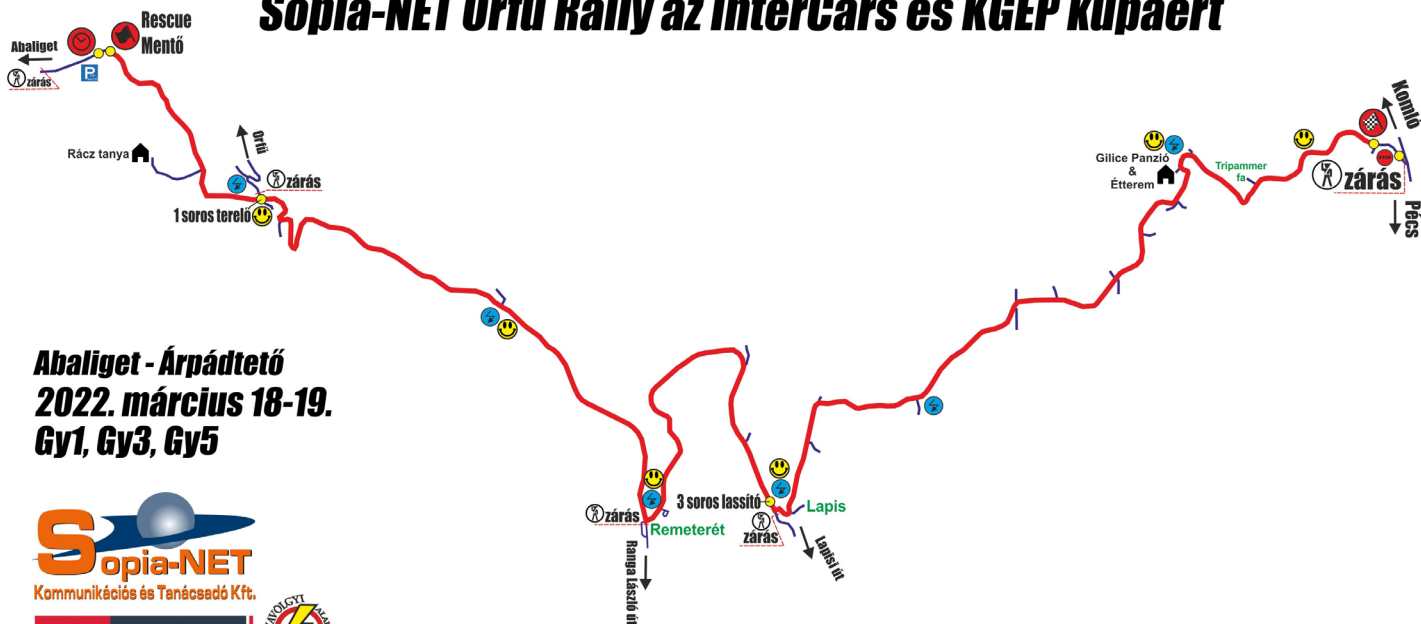 Sopia-NET Orfű Rally az InterCars és KGÉP kupáért
Rescue
Mentő
Abaliget
P
zárás
Rácz tanya
Orfű
zárás
1 soros terelő
Komló
Gilice Panzió
&
Étterem
Tripammer
fa
STOP
zárás
Pécs
Abaliget - Árpádtető
2022. március 18-19.
Gy1, Gy3, Gy5
zárás
Remeterét
Ranga László út
3 soros lassító
zárás
Lapis
Lapisi út
Sopia-NET
Kommunikációs és Tanácsadó Kft.